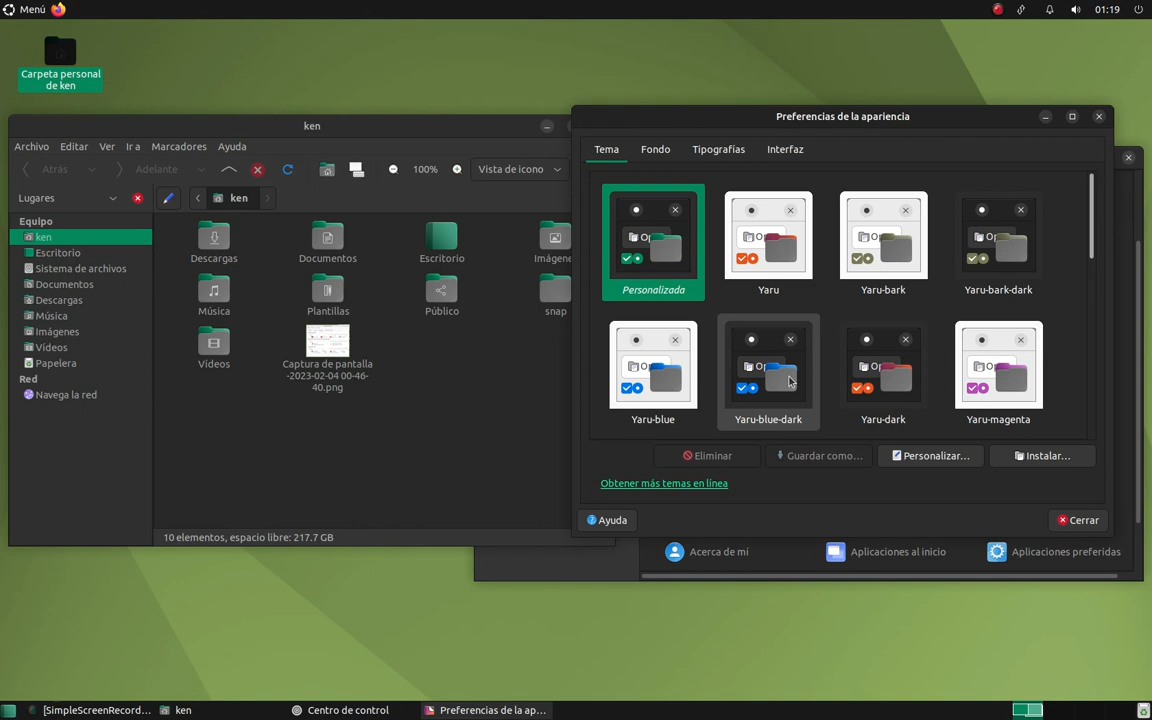 Menú
01:19
Carpeta personal
de ken
ken
Archivo Editar Ver Ir a Marcadores Ayuda
Atrás Adelante 100% Vista de icono
Lugares
ken
Equipo
ken
Escritorio
Sistema de archivos
Documentos
Descargas
Música
Imágenes
Vídeos
Papelera
Red
Navega la red
Descargas Documentos Escritorio Imágene
Música Plantillas Público snap
Vídeos Captura de pantalla
-2023-02-04 00-46-
40.png
10 elementos, espacio libre: 217.7 GB
Preferencias de la apariencia
Tema Fondo Tipografías Interfaz
Personalizada Yaru Yaru-bark Yaru-bark-dark
Yaru-blue Yaru-blue-dark Yaru-dark Yaru-magenta
Eliminar Guardar como... Personalizar... Instalar...
Obtener más temas en línea
Ayuda Cerrar
Acerca de mí Aplicaciones al inicio Aplicaciones preferidas
[SimpleScreenRecord... ken Centro de control Preferencias de la ap...